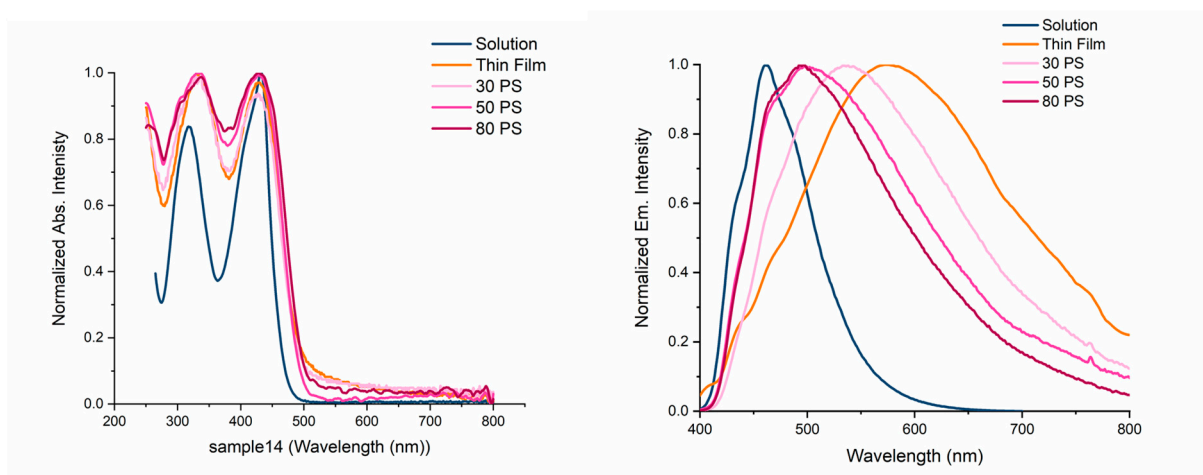 Solution
Thin Film
30 PS
50 PS
80 PS
Normalized Abs. Intenisty
1.0
0.8
0.6
0.4
0.2
0.0
200 300 400 500 600 700 800
sample14 (Wavelength (nm))
Solution
Thin Film
30 PS
50 PS
80 PS
Normalized Em. Intensity
1.0
0.8
0.6
0.4
0.2
0.0
400 500 600 700 800
Wavelength (nm)